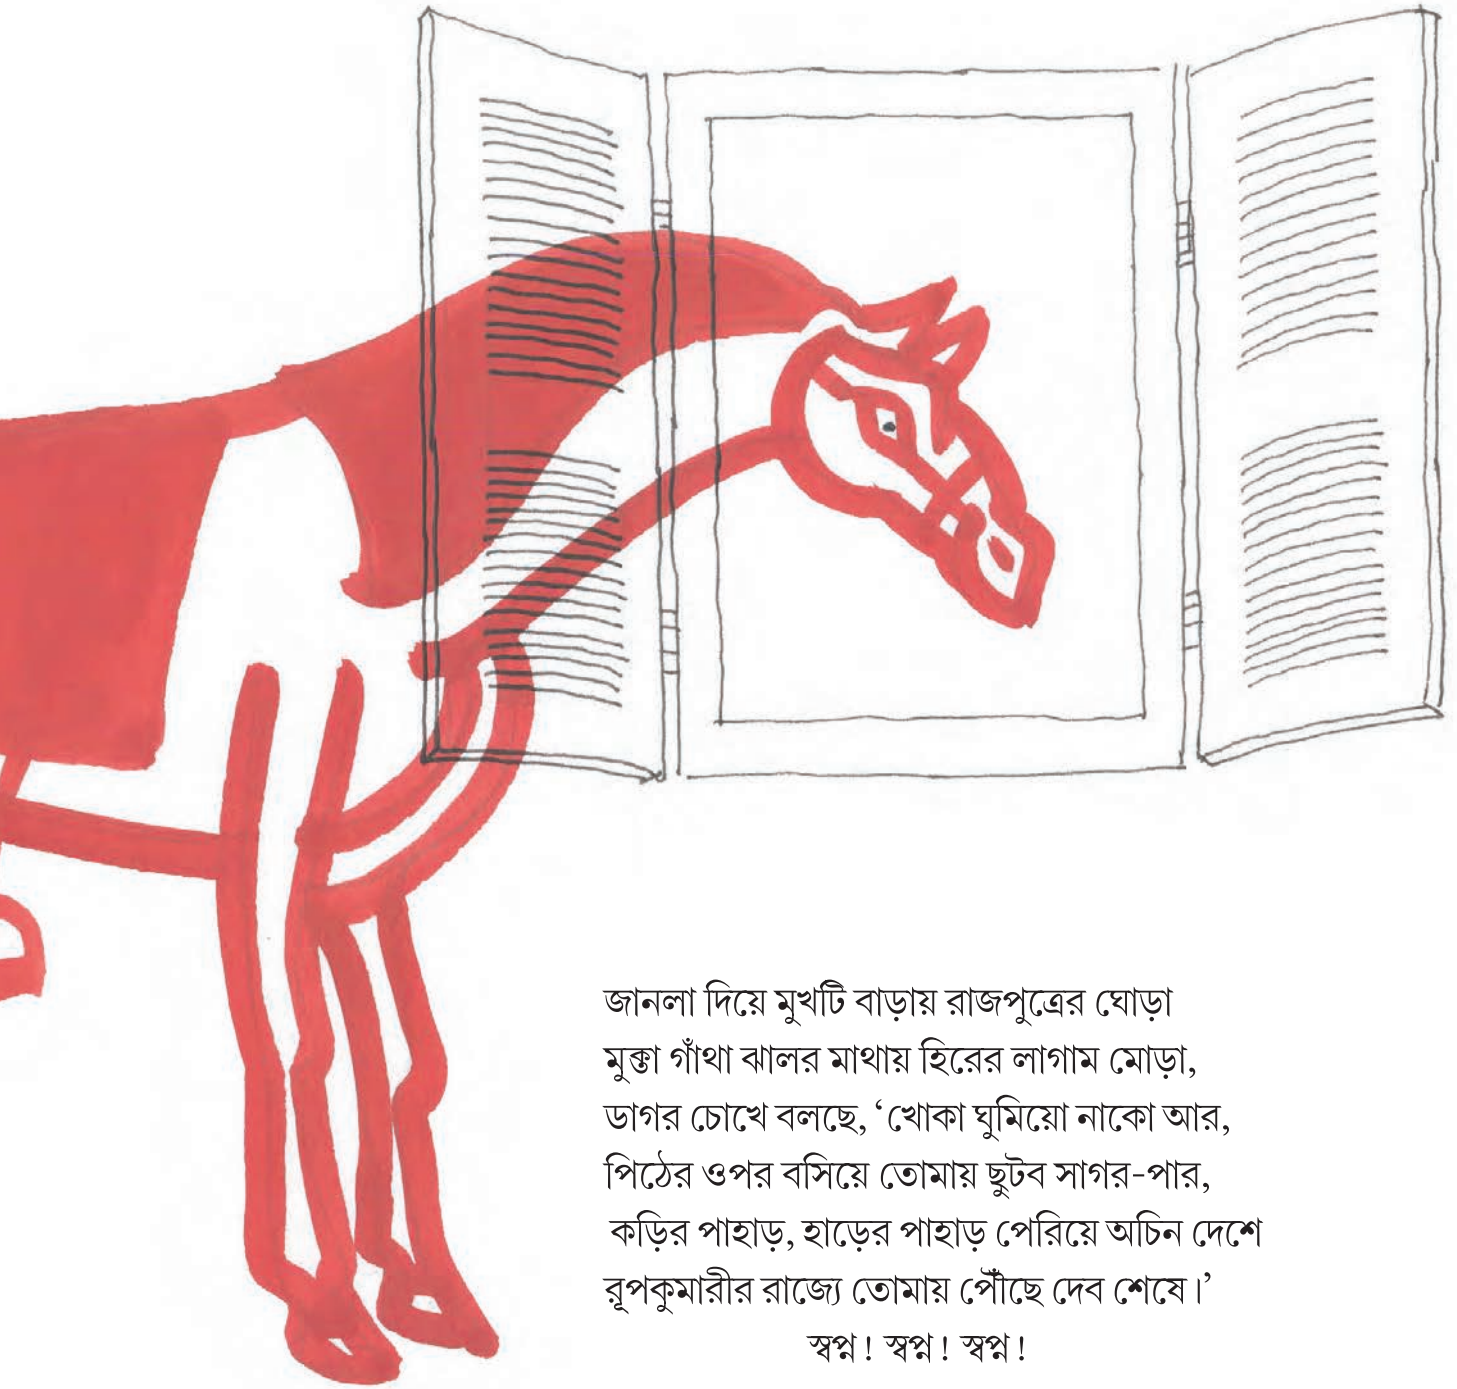 জানলা দিয়ে মুখটি বাড়ায় রাজপুত্রের ঘোড়া
মুক্তা গাঁথা ঝালর মাথায় হিরের লাগাম মোড়া,
ডাগর চোখে বলছে, ‘খোকা ঘুমিয়ো নাকো আর,
পিঠের ওপর বসিয়ে তোমায় ছুটব সাগর-পার,
কড়ির পাহাড়, হাড়ের পাহাড় পেরিয়ে অচিন দেশে
রূপকুমারীর রাজ্যে তোমায় পৌঁছে দেব শেষে।’
স্বপ্ন! স্বপ্ন! স্বপ্ন!